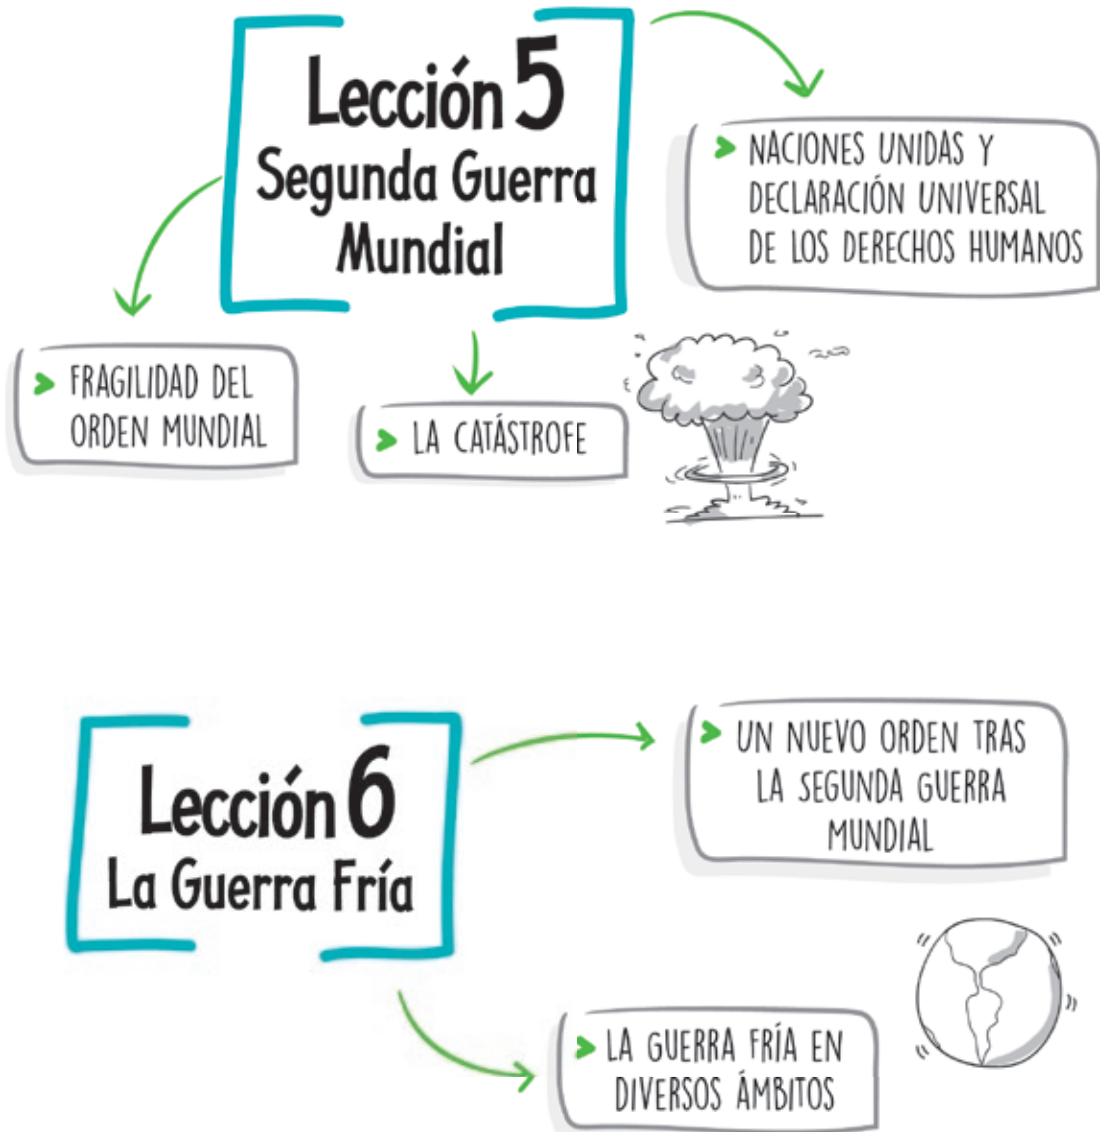 Lección 5
Segunda Guerra
Mundial
NACIONES UNIDAS Y
DECLARACIÓN UNIVERSAL
DE LOS DERECHOS HUMANOS
FRAGILIDAD DEL
ORDEN MUNDIAL
LA CATÁSTROFE
Lección 6
La Guerra Fría
UN NUEVO ORDEN TRAS
LA SEGUNDA GUERRA
MUNDIAL
LA GUERRA FRÍA EN
DIVERSOS ÁMBITOS